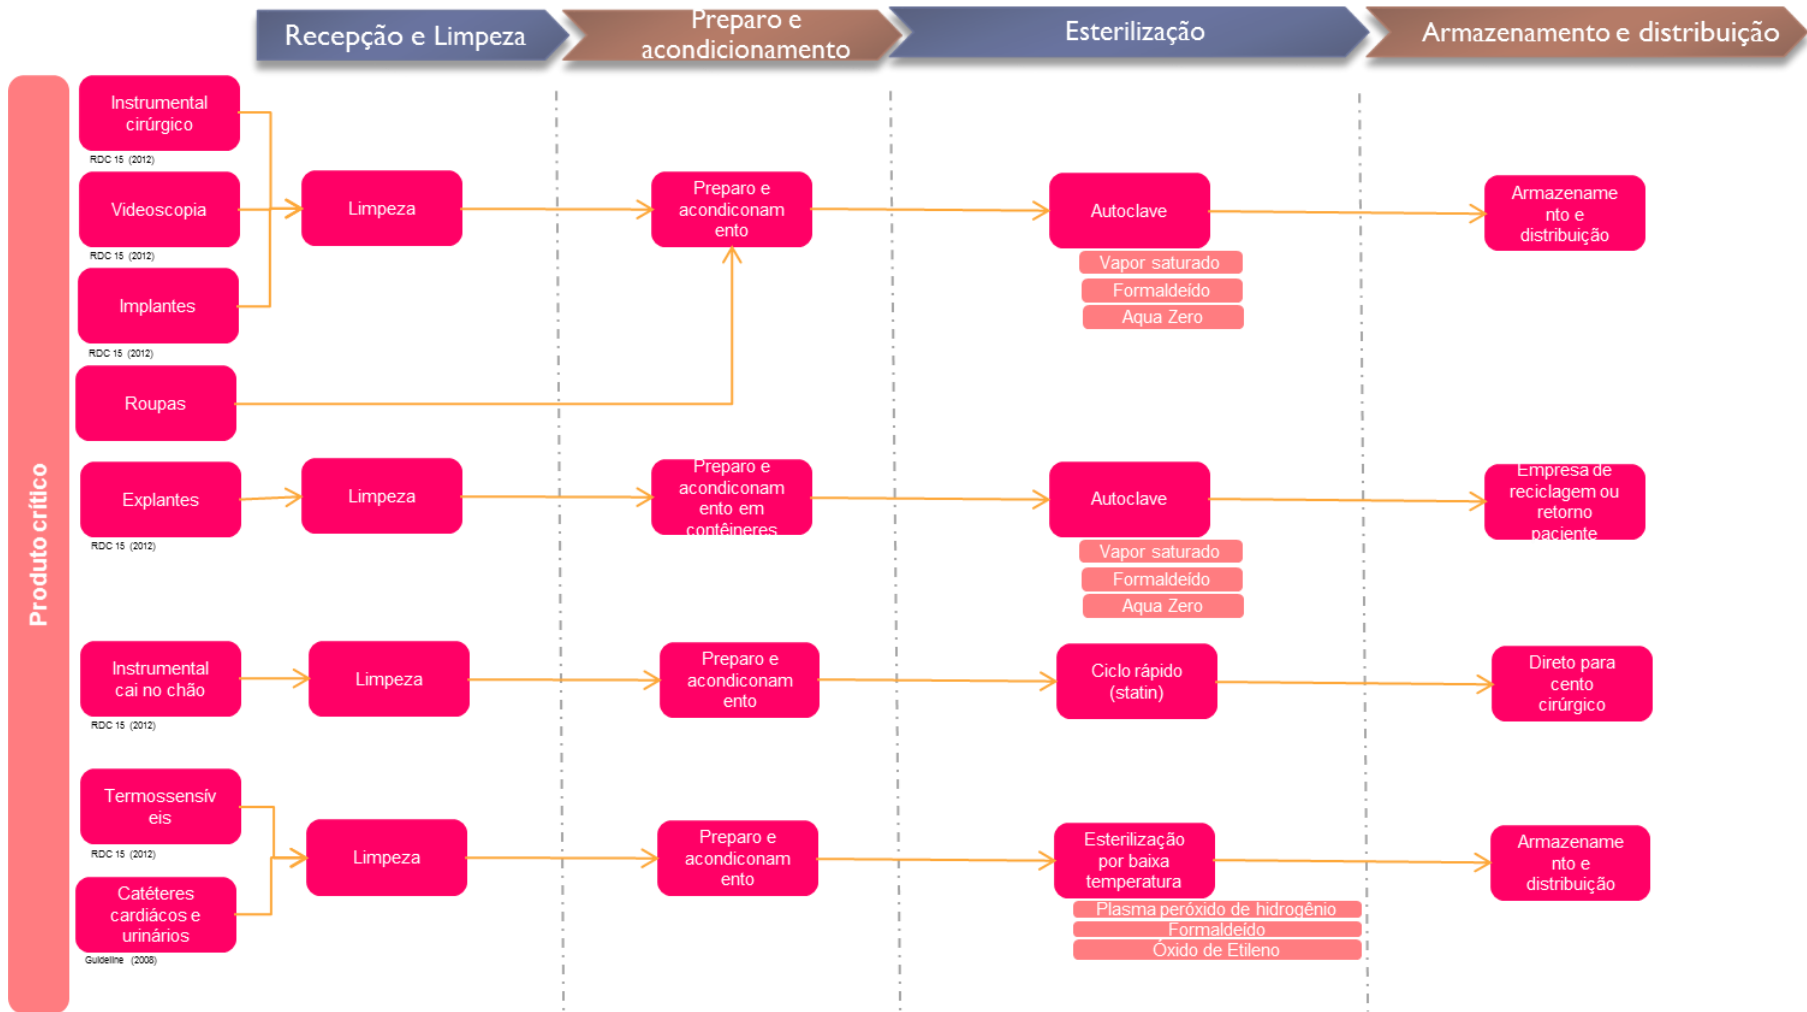 Recepção e Limpeza
Preparo e
acondicionamento
Esterilização
Armazenamento e distribuição
Produto crítico
Instrumental
cirúrgico
RDC 15 (2012)
Videoscopia
RDC 15 (2012)
Implantes
RDC 15 (2012)
Limpeza
Preparo e
acondiconam
ento
Autoclave
Vapor saturado
Formaldeído
Aqua Zero
Armazename
nto e
distribuição
Roupas
Explantes
RDC 15 (2012)
Limpeza
Preparo e
acondiconam
ento em
contêineres
Autoclave
Vapor saturado
Formaldeído
Aqua Zero
Empresa de
reciclagem ou
retorno
paciente
Instrumental
cai no chão
RDC 15 (2012)
Limpeza
Preparo e
acondiconam
ento
Ciclo rápido
(statin)
Direto para
cento
cirúrgico
Termossensív
eis
RDC 15 (2012)
Catéteres
cardiácos e
urinários
Guideline (2008)
Limpeza
Preparo e
acondiconam
ento
Esterilização
por baixa
temperatura
Plasma peróxido de hidrogênio
Formaldeído
Óxido de Etileno
Armazename
nto e
distribuição